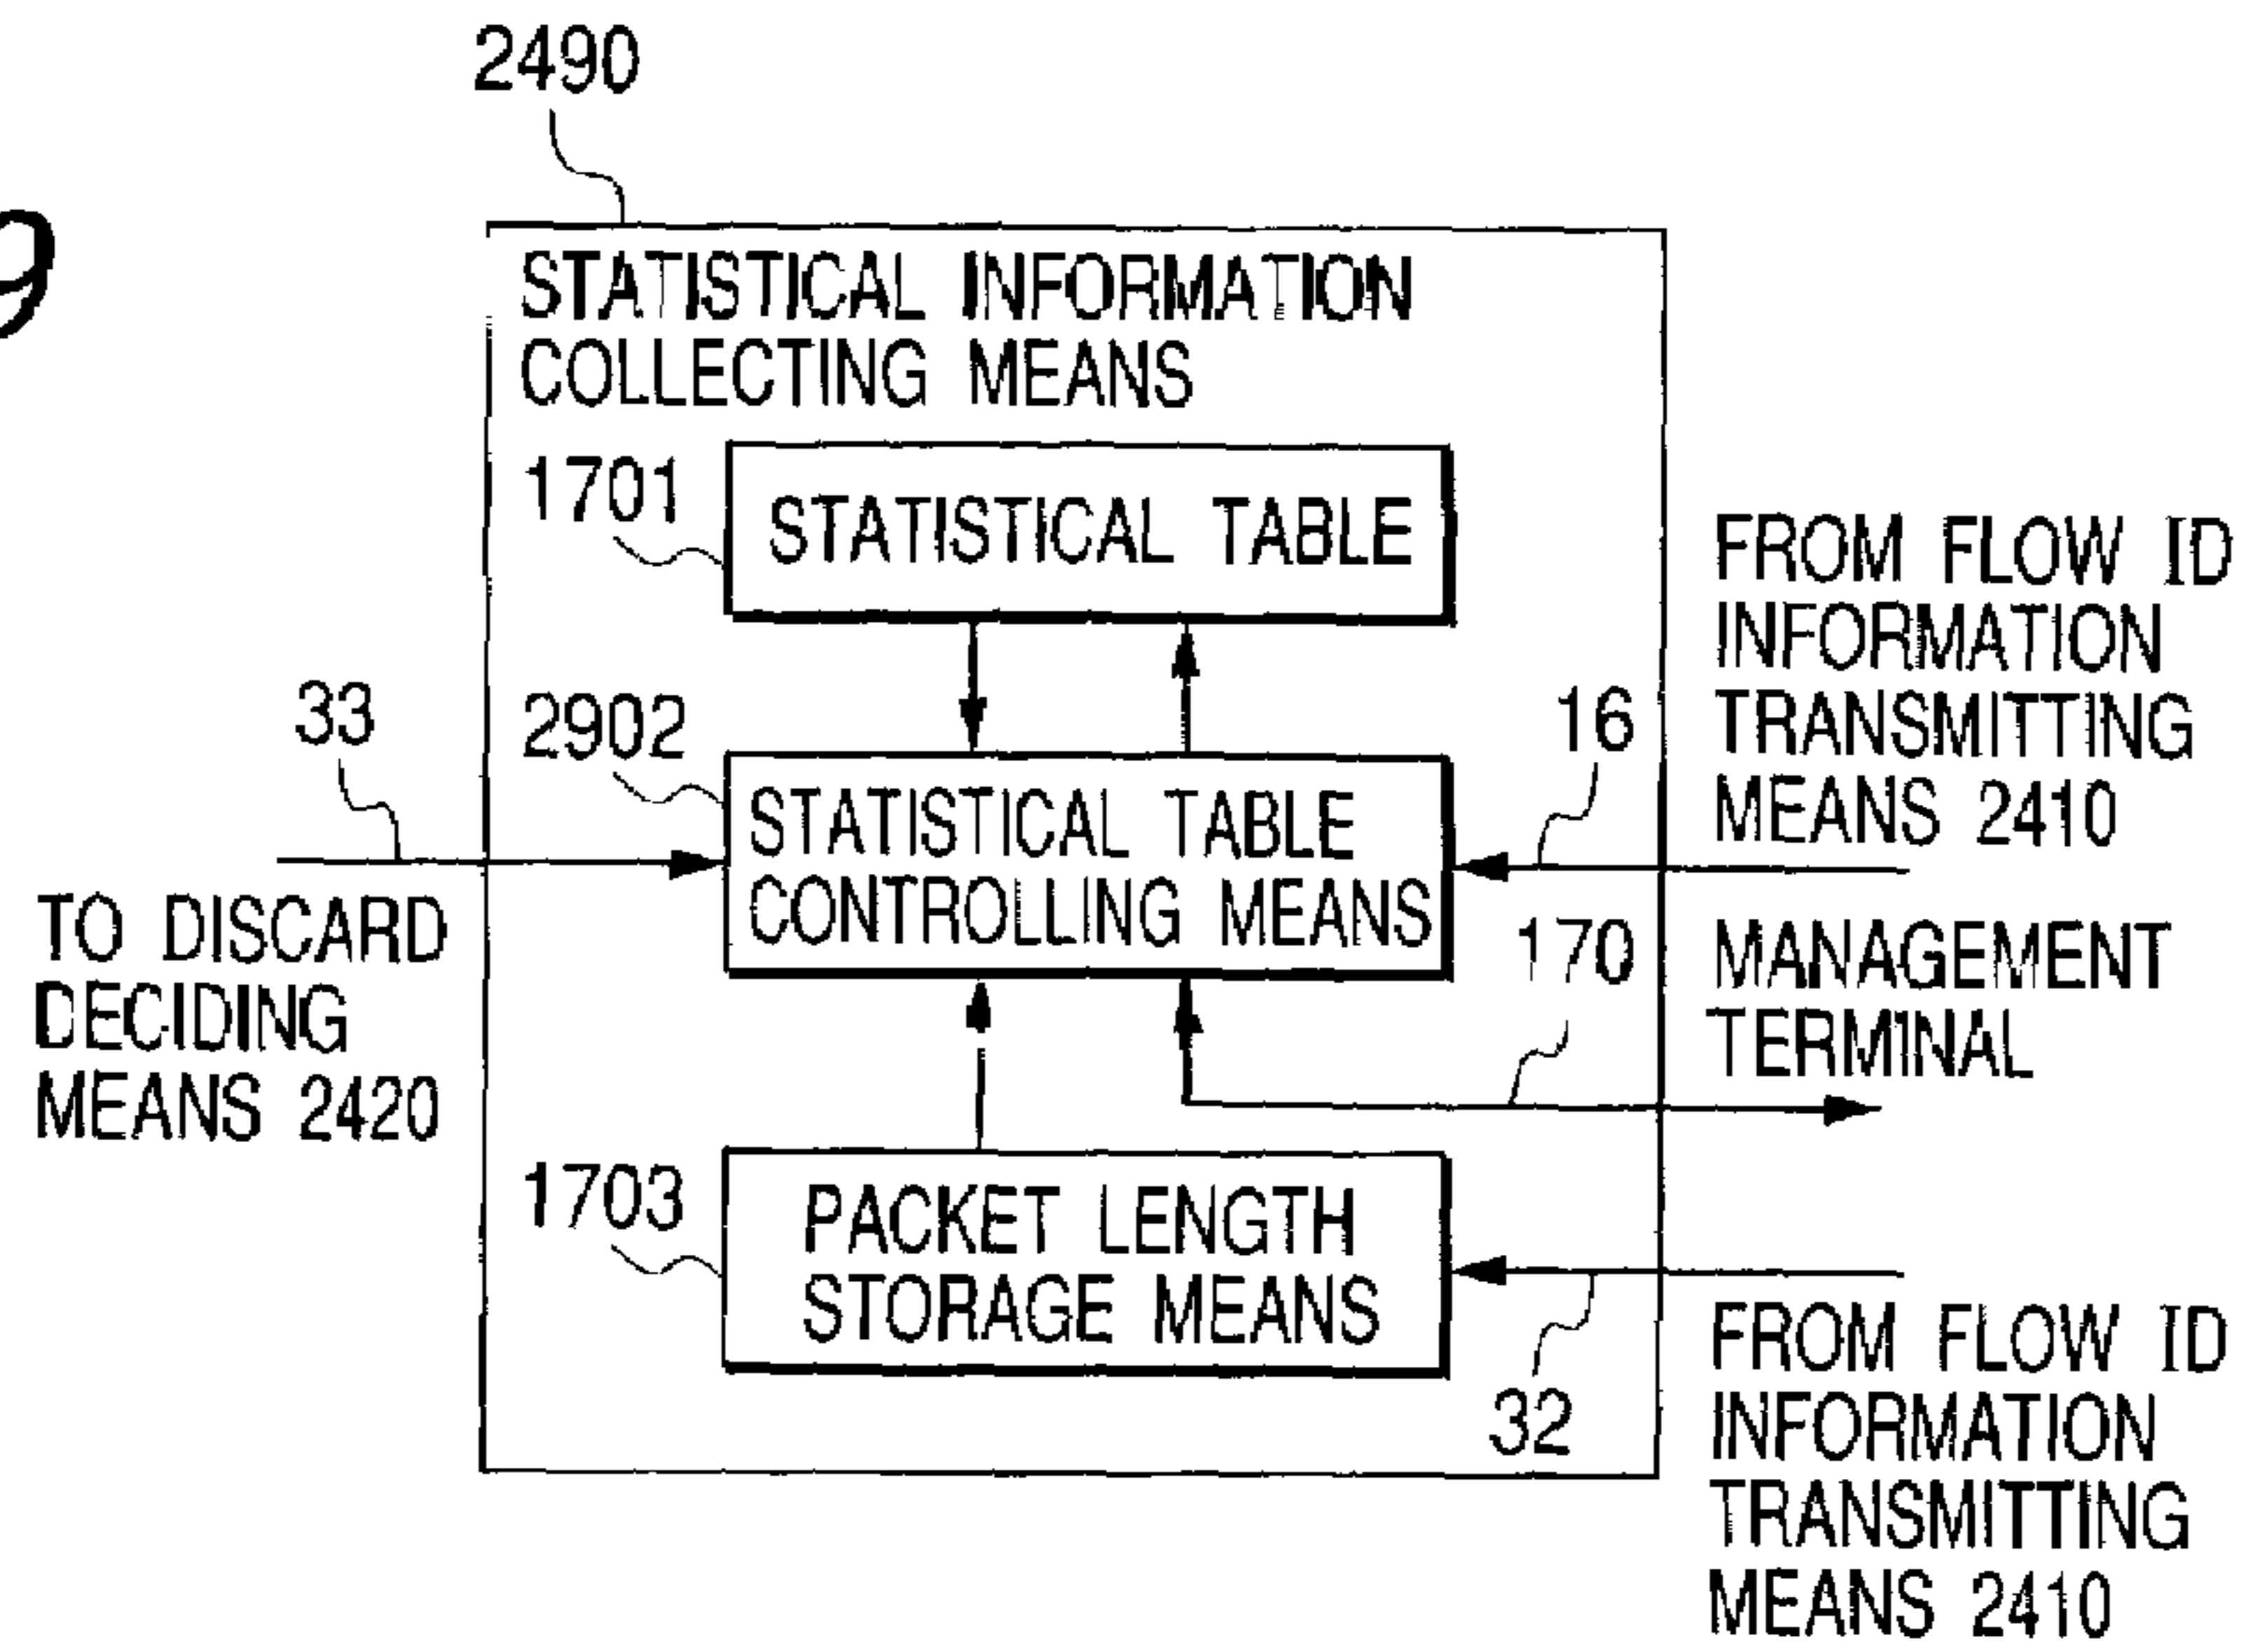 2490
9
STATISTICAL INFORMATION
COLLECTING MEANS
1701
STATISTICAL TABLE
FROM FLOW ID
INFORMATION
TRANSMITTING
MEANS 2410
33
2902
16
STATISTICAL TABLE
CONTROLLING MEANS
TO DISCARD
DECIDING
MEANS 2420
170
MANAGEMENT
TERMINAL
1703
PACKET LENGTH
STORAGE MEANS
32
FROM FLOW ID
INFORMATION
TRANSMITTING
MEANS 2410